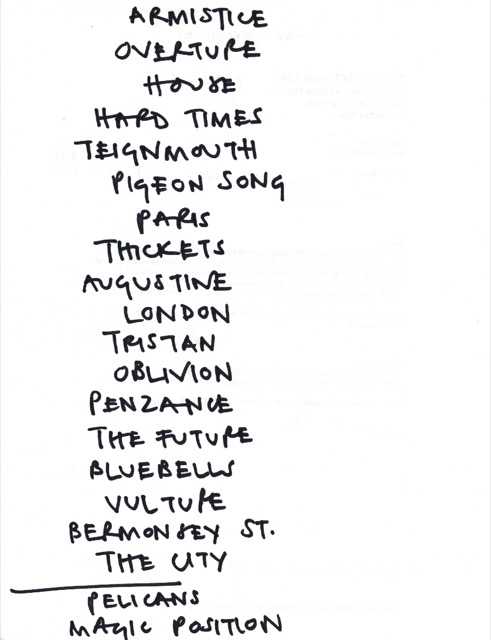 ARMISTICE
OVERTURE
HOUSE
HARD TIMES
TEIGNMOUTH
PIGEON SONG
PARIS
THICKETS
AUGUSTINE
LONDON
TRISTAN
OBLIVION
PENZANCE
THE FUTURE
BLUEBELLS
VULTURE
BERMONSEY ST.
THE CITY
PELICANS
MAGIC POSITION